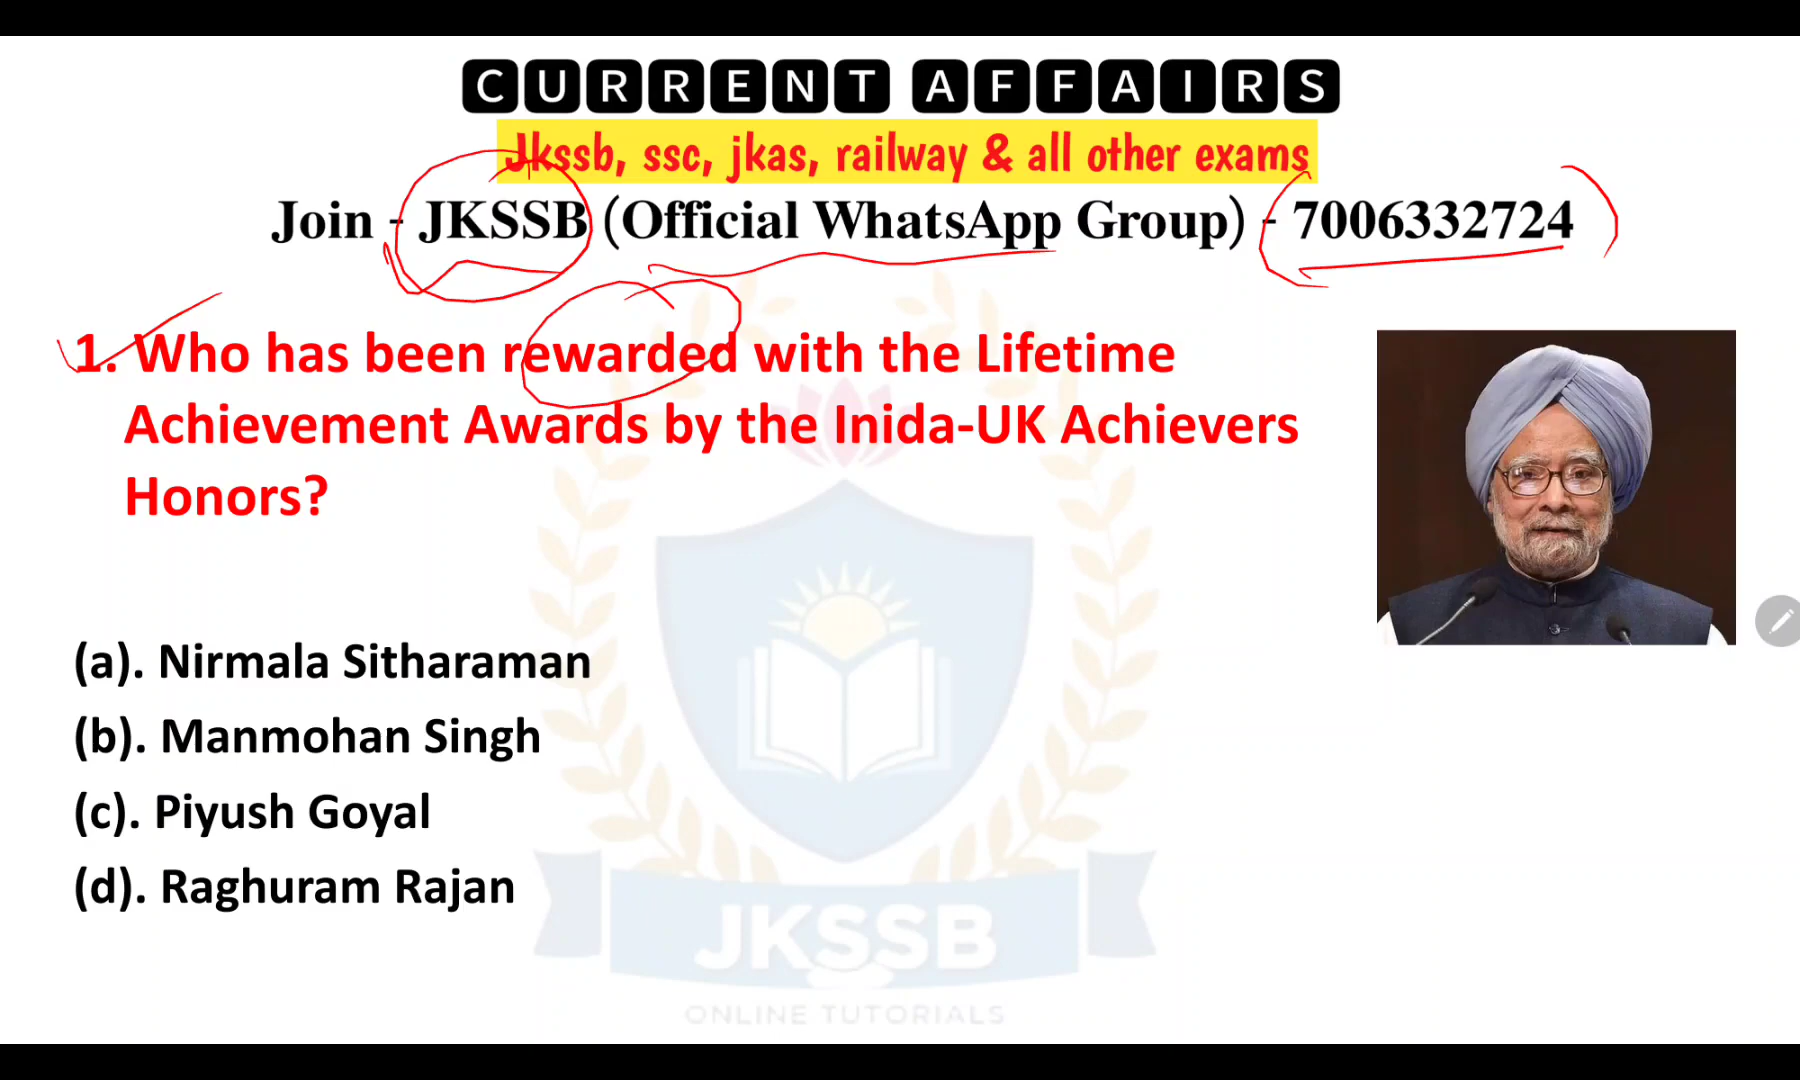 CURRENT AFFAIRS
Jkssb, ssc, jkas, railway & all other exams
Join - JKSSB (Official WhatsApp Group) - 7006332724
1. Who has been rewarded with the Lifetime
Achievement Awards by the Inida-UK Achievers
Honors?
(a). Nirmala Sitharaman
(b). Manmohan Singh
(c). Piyush Goyal
(d). Raghuram Rajan
JKSSB
ONLINE TUTORIALS